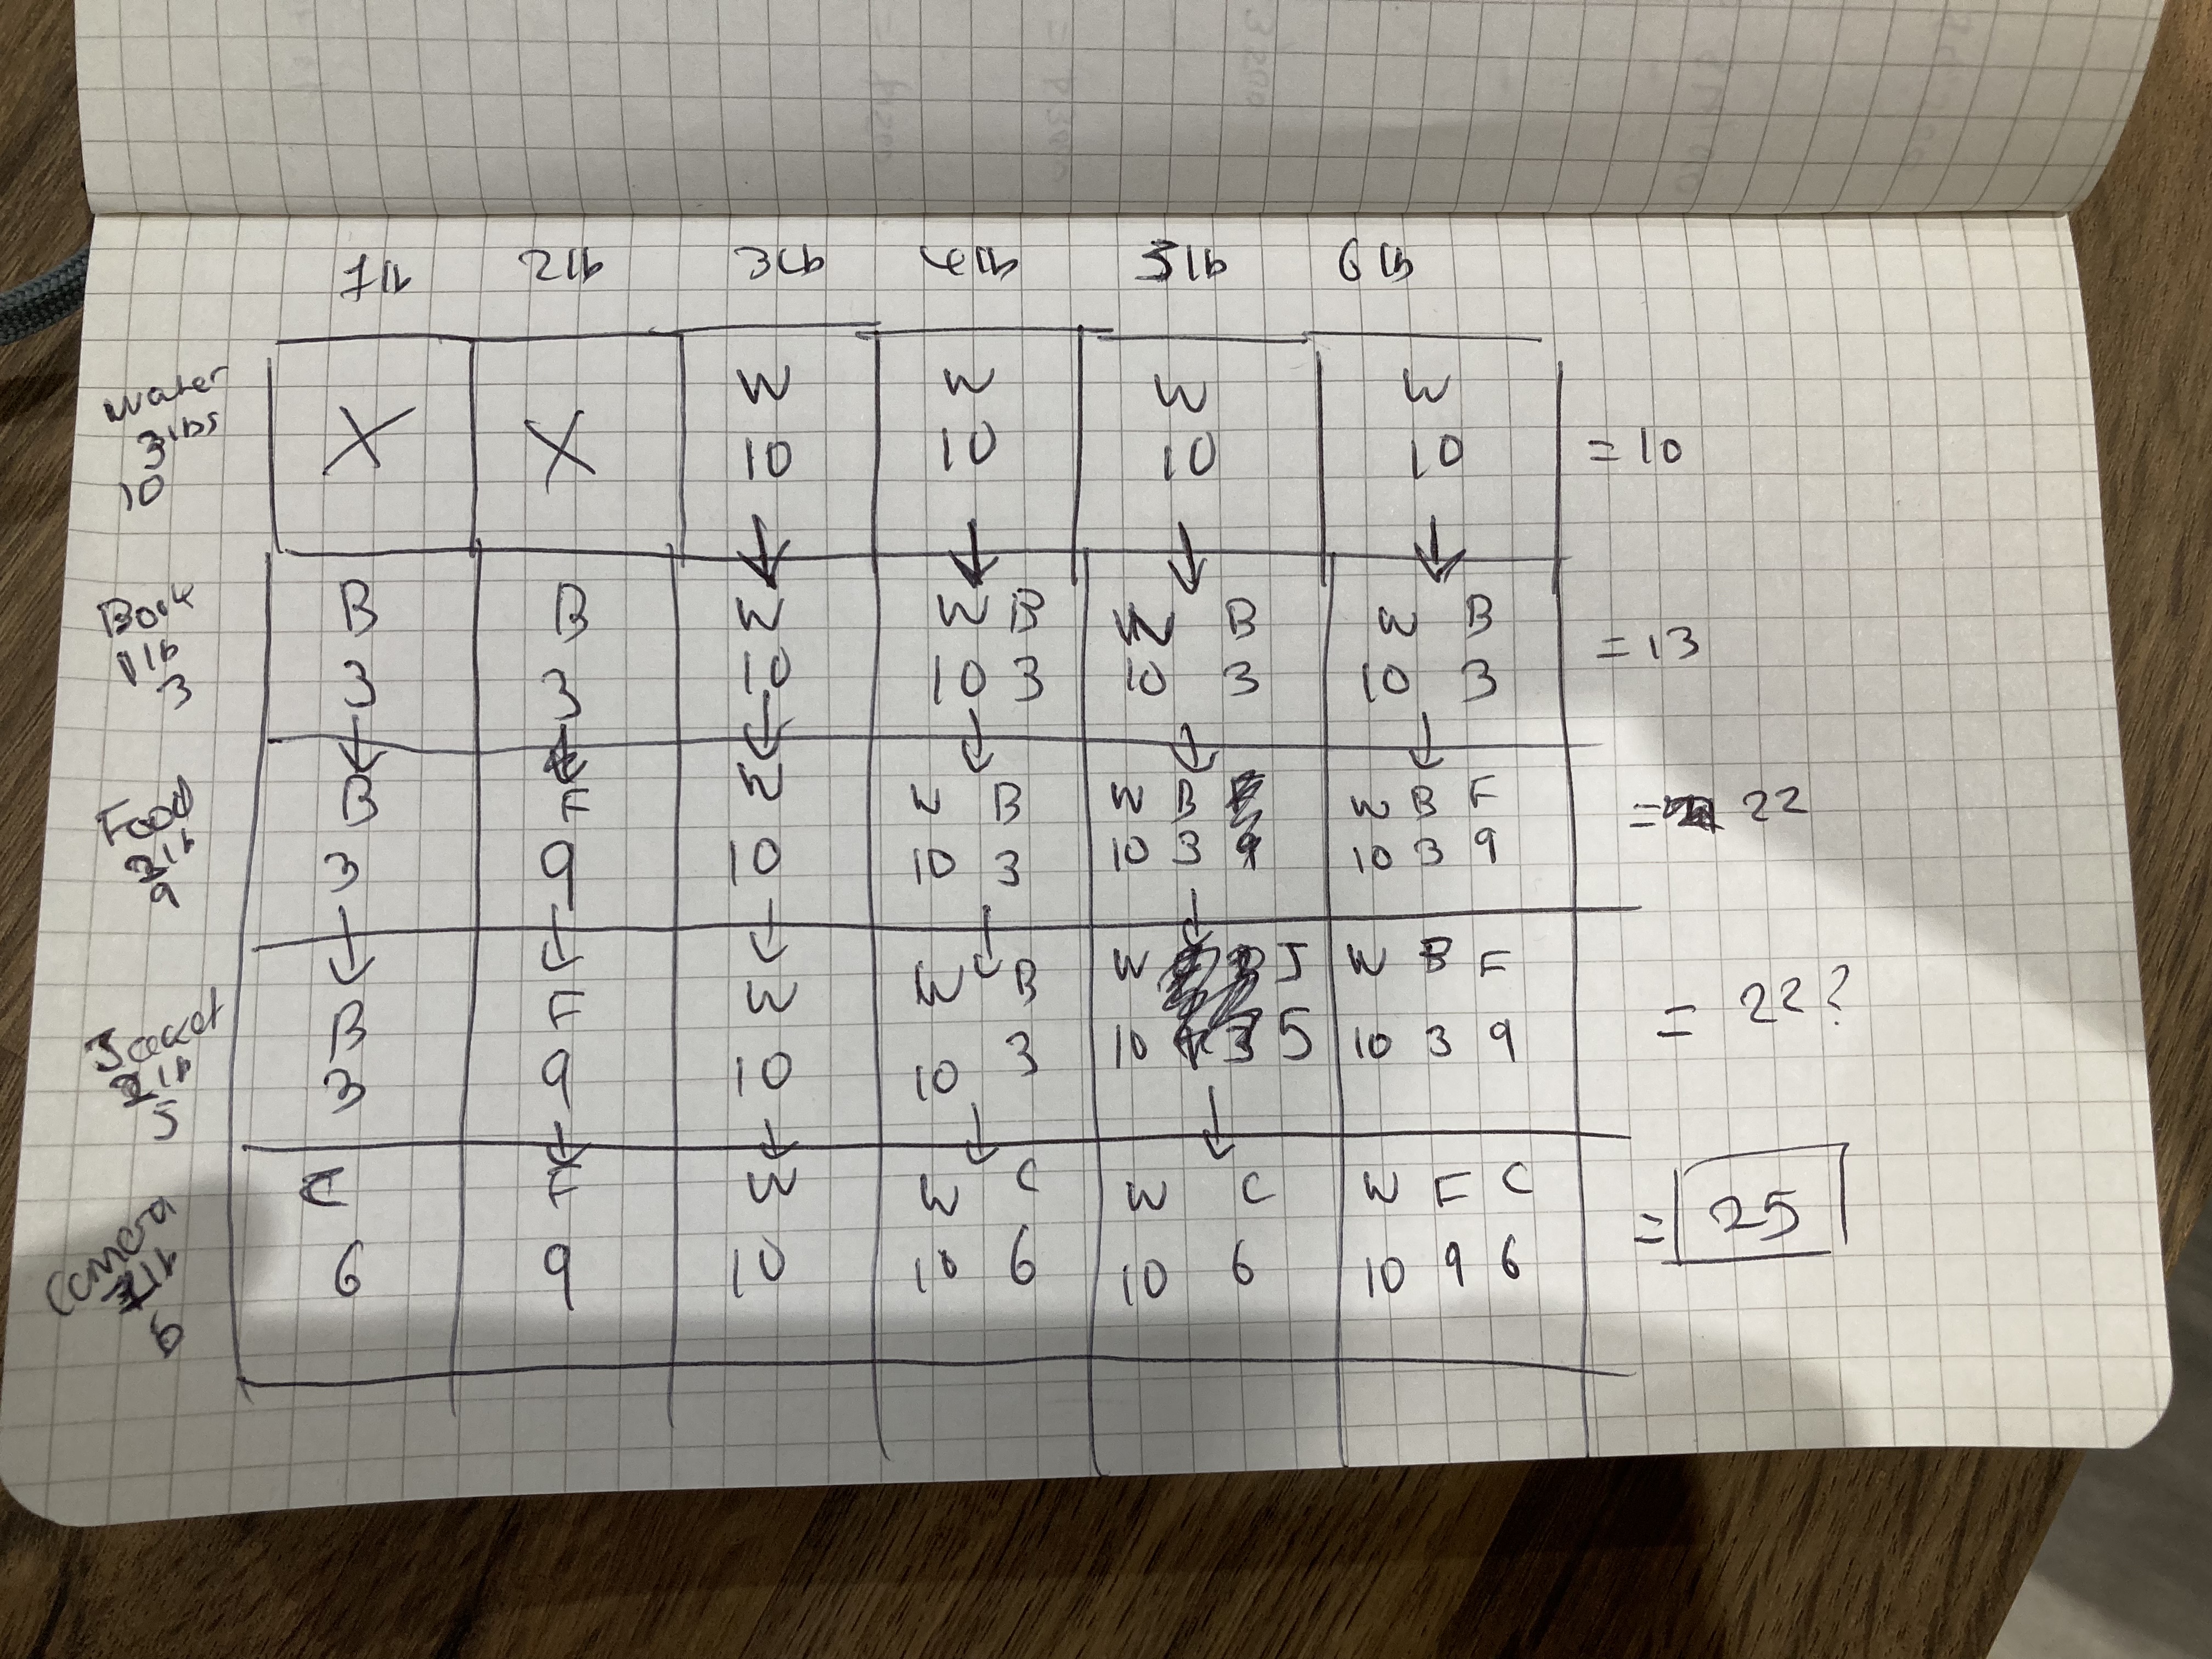 1lb 2lb 3lb 4lb 5lb 6lb
Water
3lbs
10
X X W W W W
10 10 10 10
= 10
Book
1lb
3
B B W W B W B W B
3 3 10 10 3 10 3 10 3
= 13
Food
2lb
9
B F W W B W B W B F
3 9 10 10 3 10 3 10 3 9
= 22
Jacket
2lb
5
B F W W B W J W B F
3 9 10 10 3 10 5 10 3 9
= 22?
Camera
1lb
6
C F W W C W C W F C
6 9 10 10 6 10 6 10 9 6
= 25